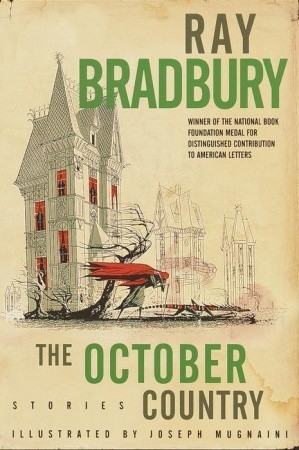 RAY
BRADBURY
WINNER OF THE NATIONAL BOOK
FOUNDATION MEDAL FOR
DISTINGUISHED CONTRIBUTION
TO AMERICAN LETTERS
THE OCTOBER
STORIES COUNTRY
ILLUSTRATED BY JOSEPH MUGNAINI